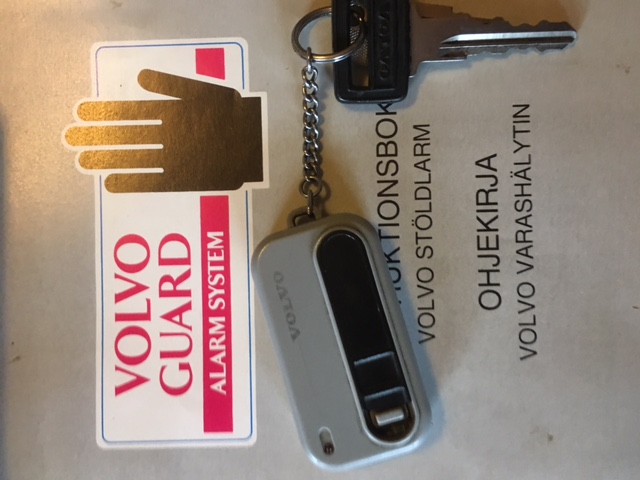 VOLVO
GUARD
ALARM SYSTEM
VOLVO
VOLVO
VOLVO STÖLDLARM
OHJEKIRJA
VOLVO VARASHÄLYTIN